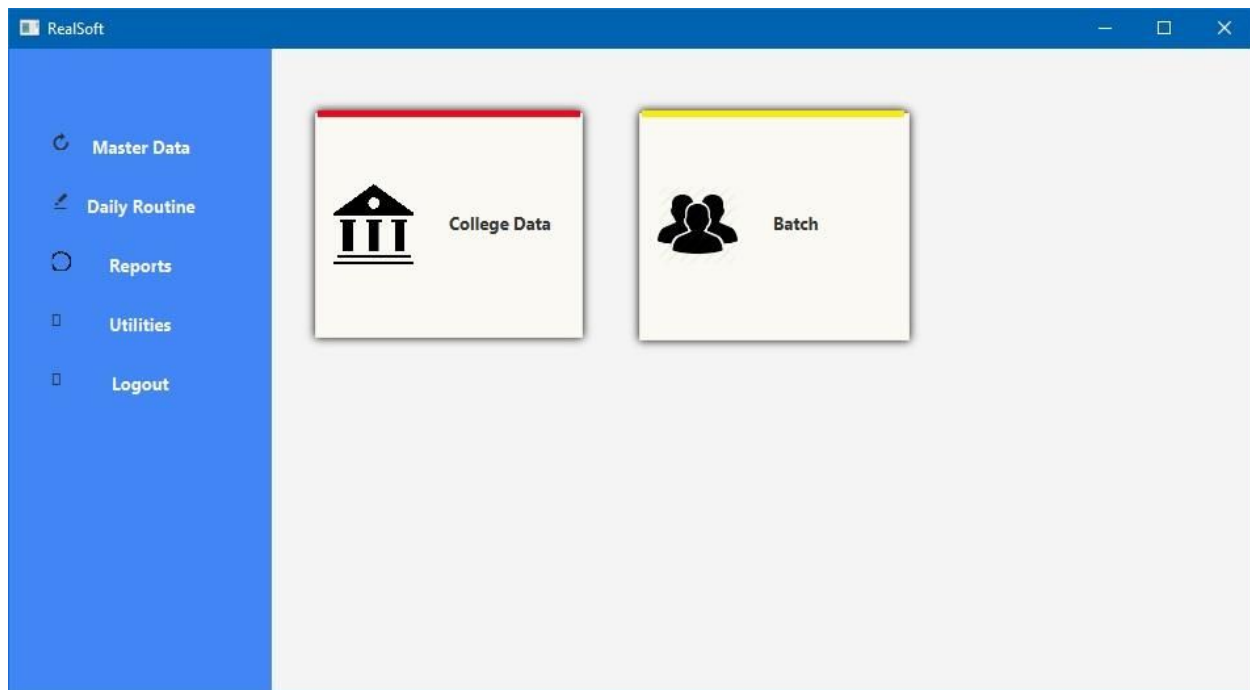 RealSoft
Master Data
Daily Routine
Reports
Utilities
Logout
College Data
Batch